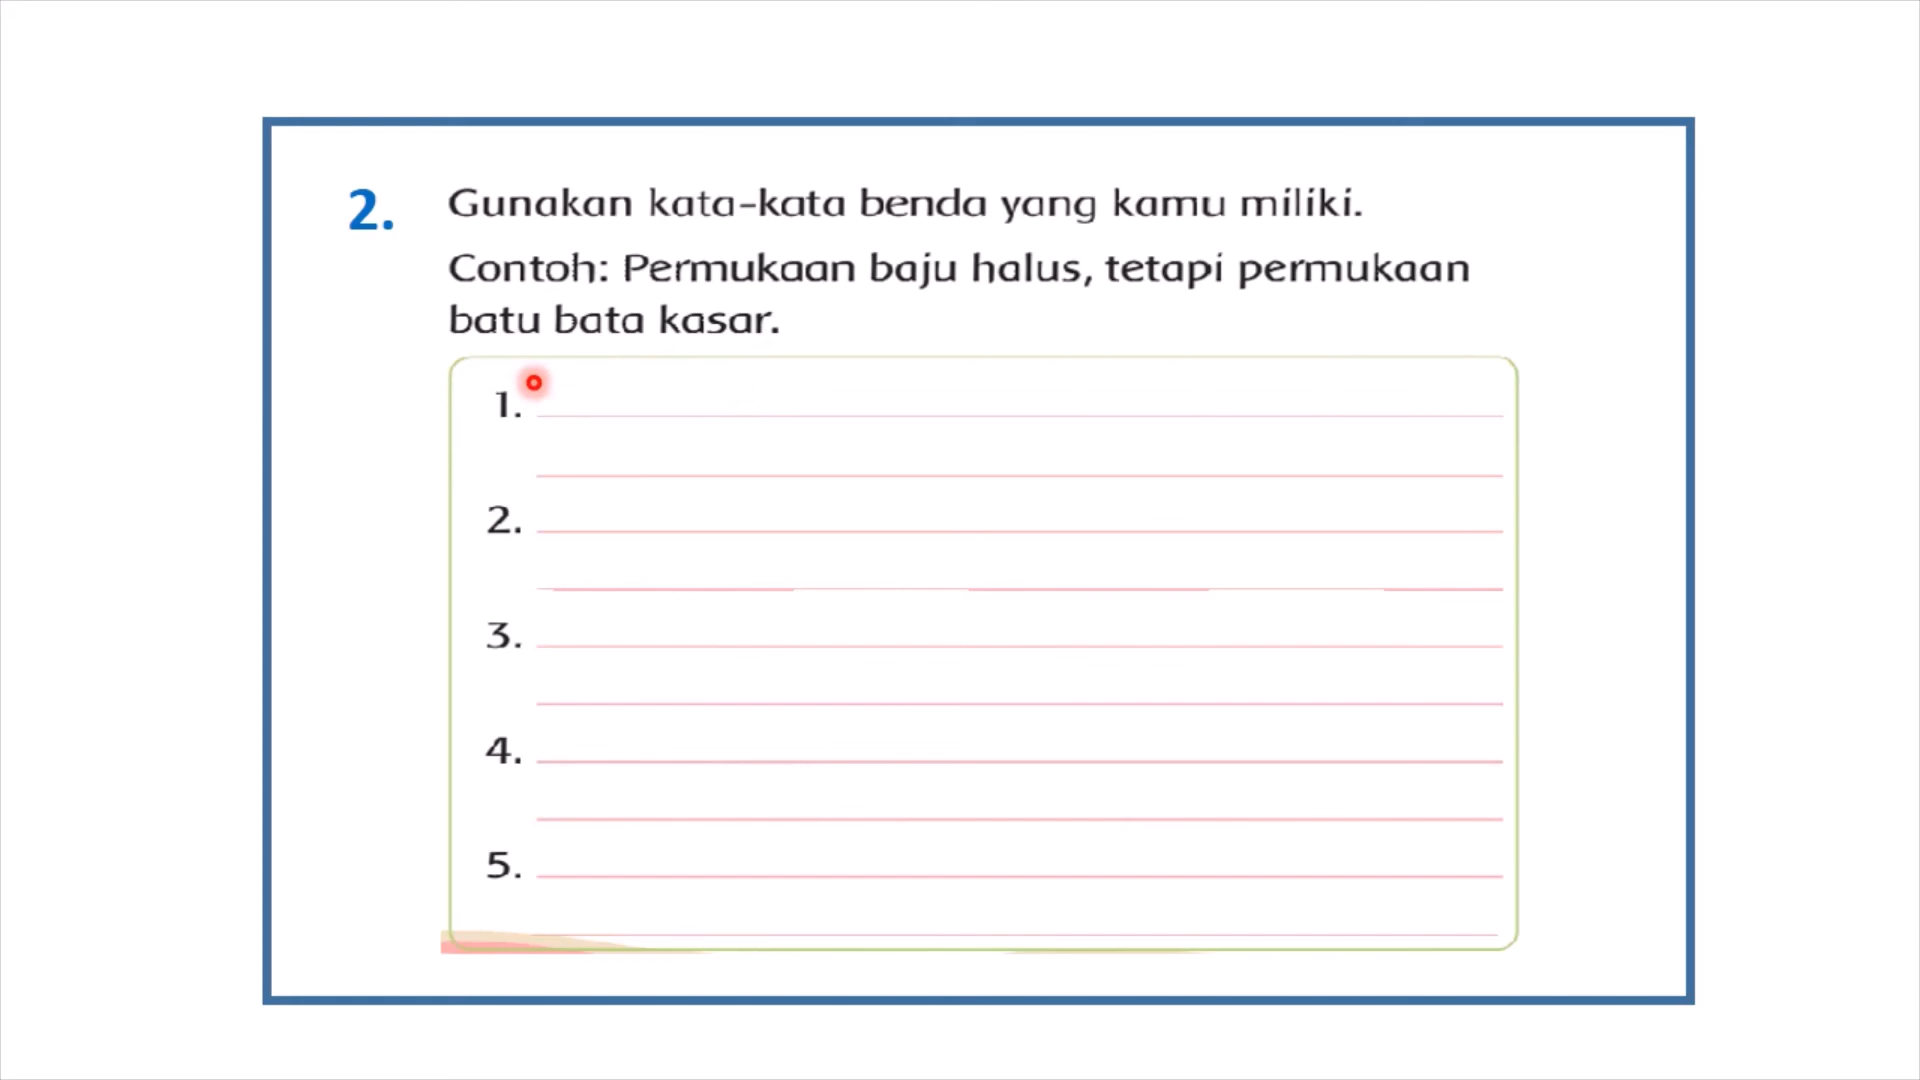 2. Gunakan kata-kata benda yang kamu miliki.
Contoh: Permukaan baju halus, tetapi permukaan
batu bata kasar.
1.
2.
3.
4.
5.